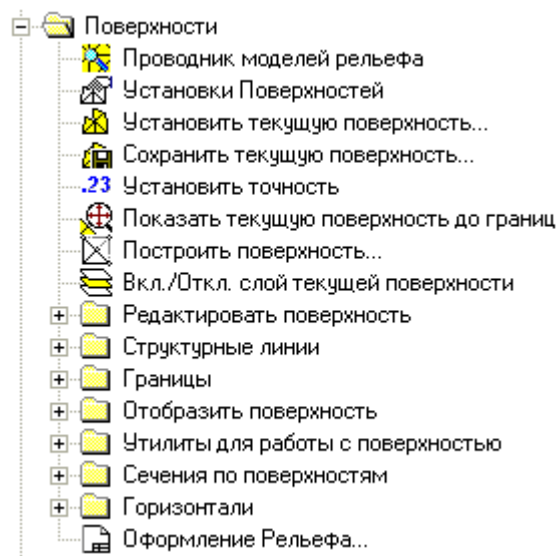 Поверхности
Проводник моделей рельефа
Установки Поверхностей
Установить текущую поверхность...
Сохранить текущую поверхность...
.23 Установить точность
Показать текущую поверхность до границ
Построить поверхность...
Вкл./Откл. слой текущей поверхности
Редактировать поверхность
Структурные линии
Границы
Отобразить поверхность
Утилиты для работы с поверхностью
Сечения по поверхностям
Горизонтали
Оформление Рельефа...